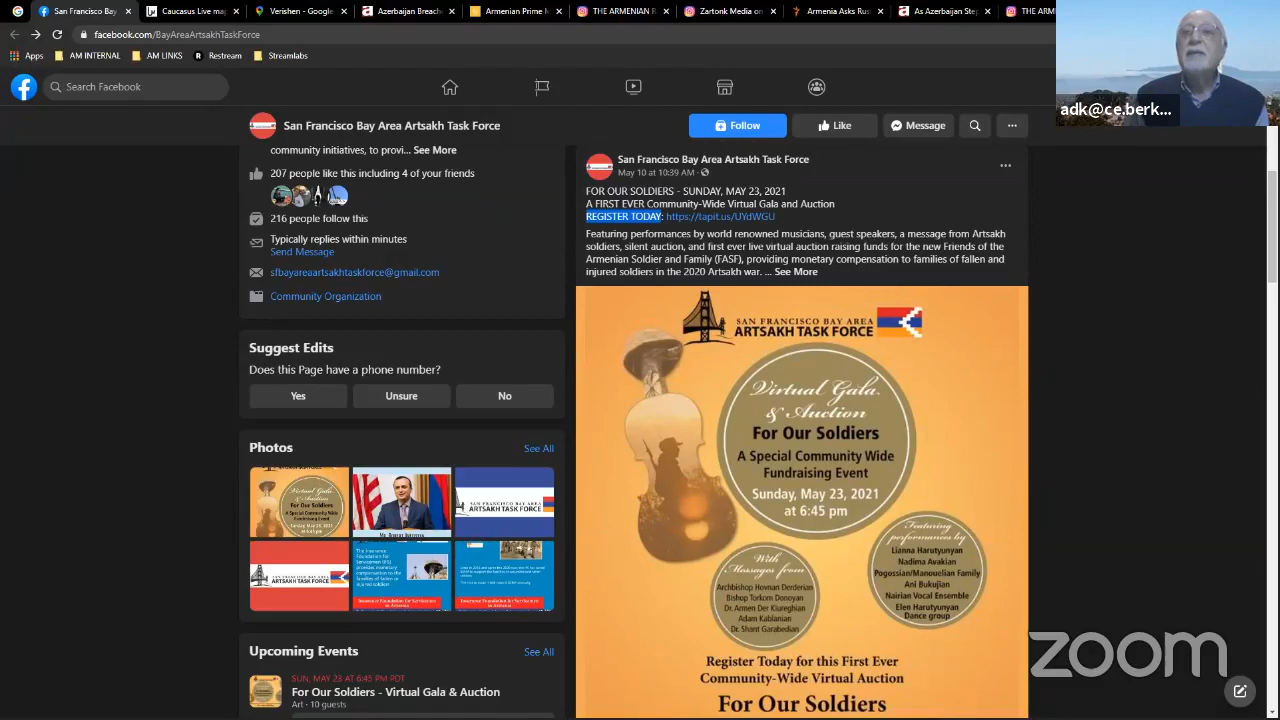 San Francisco Bay Area Artsakh
Caucasus Live map
Verishen - Google
Azerbaijan Breache
Armenian Prime M
THE ARMENIAN R
Zartonk Media on
Armenia Asks Rus
As Azerbaijan Step
THE AR
facebook.com/BayAreaArtsakhTaskForce
Apps
AM INTERNAL
AM LINKS
Restream
Streamlabs
adk@ce.berk...
Search Facebook
San Francisco Bay Area Artsakh Task Force
Follow
Like
Message
community initiatives, to provi... See More
207 people like this including 4 of your friends
216 people follow this
Typically replies within minutes
Send Message
sfbayareaartsakhtaskforce@gmail.com
Community Organization
Suggest Edits
Does this Page have a phone number?
Yes
Unsure
No
Photos
See All
Upcoming Events
See All
SUN, MAY 23 AT 6:45 PM PDT
For Our Soldiers - Virtual Gala & Auction
Art · 10 guests
San Francisco Bay Area Artsakh Task Force
May 10 at 10:39 AM ·
FOR OUR SOLDIERS - SUNDAY, MAY 23, 2021
A FIRST EVER Community-Wide Virtual Gala and Auction
REGISTER TODAY: https://tapit.us/UYdWGU
Featuring performances by world renowned musicians, guest speakers, a message from Artsakh
soldiers, silent auction, and first ever live virtual auction raising funds for the new Friends of the
Armenian Soldier and Family (FASF), providing monetary compensation to families of fallen and
injured soldiers in the 2020 Artsakh war. ... See More
SAN FRANCISCO BAY AREA
ARTSAKH TASK FORCE
Virtual Gala
& Auction
For Our Soldiers
A Special Community Wide
Fundraising Event
Sunday, May 23, 2021
at 6:45 pm
With
Messages from
Archbishop Hovnan Derderian
Bishop Torkom Donoyan
Dr. Armen Der Kiureghian
Adam Kablanian
Dr. Shant Garabedian
Featuring
performances by
Lianna Harutyunyan
Nadima Avakian
Pogossian/Manouelian Family
Ani Bukujian
Nairian Vocal Ensemble
Elen Harutyunyan
Dance group
Register Today for this First Ever
Community-Wide Virtual Auction
For Our Soldiers
zoom